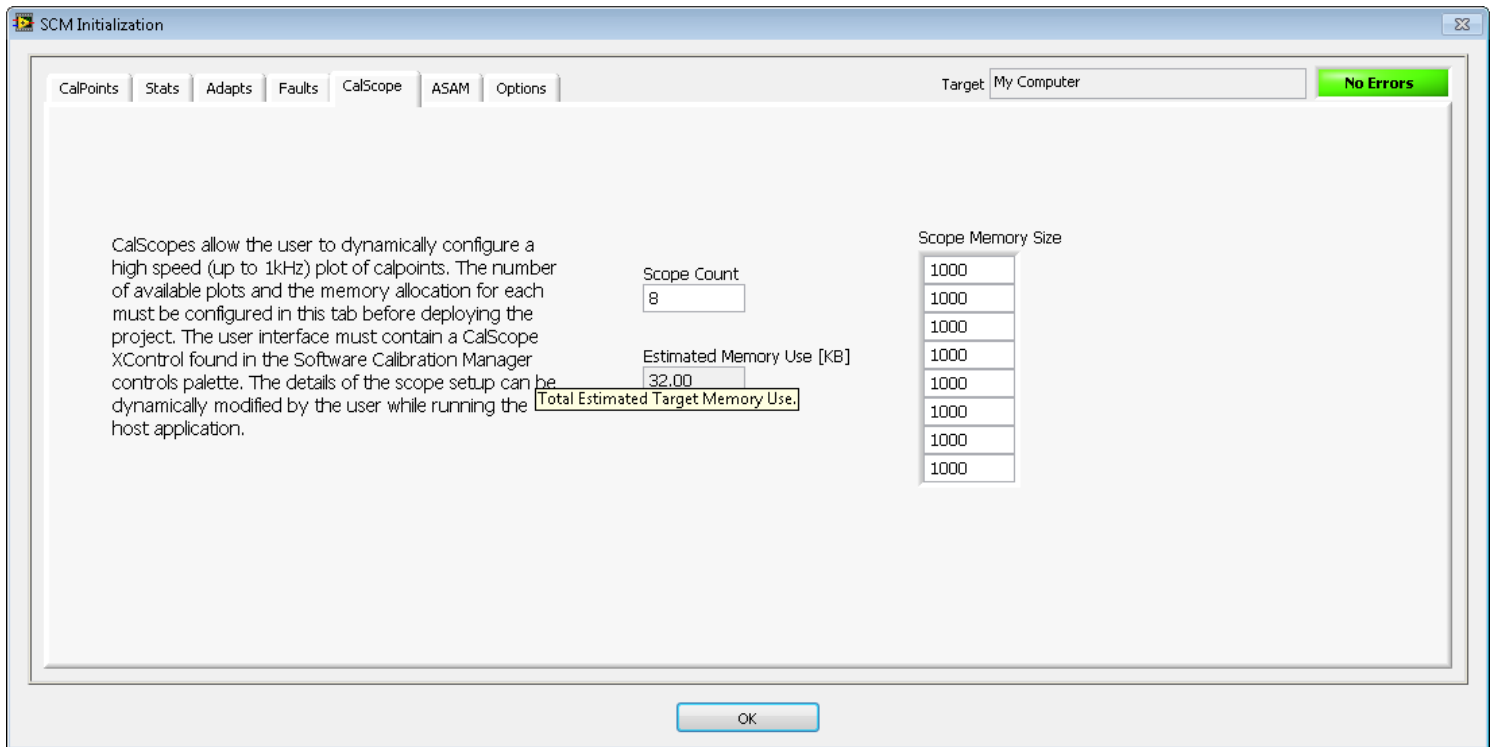 SCM Initialization
CalPoints Stats Adapts Faults CalScope ASAM Options
Target My Computer
No Errors
CalScopes allow the user to dynamically configure a
high speed (up to 1kHz) plot of calpoints. The number
of available plots and the memory allocation for each
must be configured in this tab before deploying the
project. The user interface must contain a CalScope
XControl found in the Software Calibration Manager
controls palette. The details of the scope setup can be
dynamically modified by the user while running the
host application.
Scope Count
8
Estimated Memory Use [KB]
32.00
Total Estimated Target Memory Use.
Scope Memory Size
1000
1000
1000
1000
1000
1000
1000
1000
OK